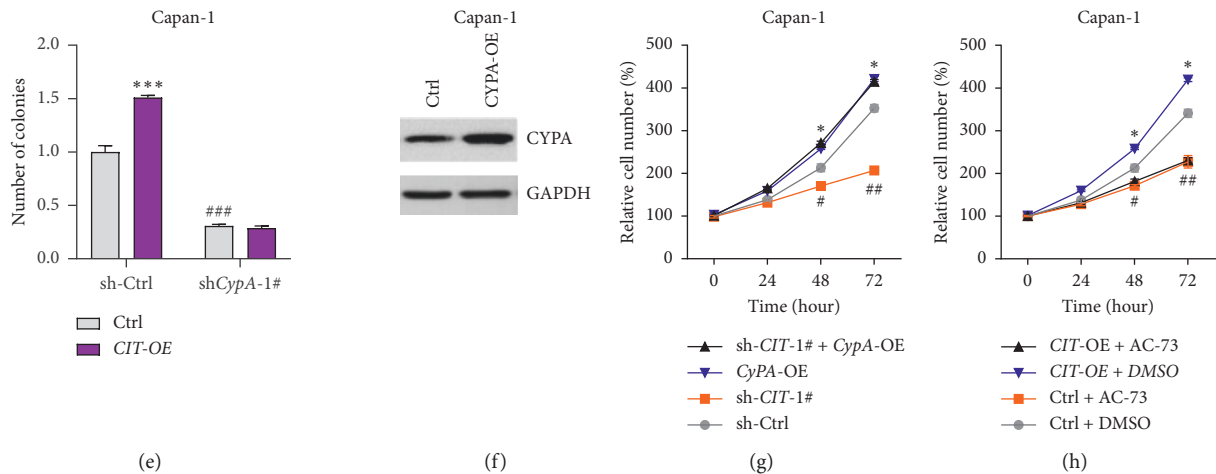 Capan-1
Number of colonies
2.0
1.5
1.0
0.5
0.0
***
###
sh-Ctrl
shCypA-1#
Ctrl
CIT-OE
(e)
Capan-1
Ctrl
CYPA-OE
CYPA
GAPDH
(f)
Capan-1
Relative cell number (%)
500
400
300
200
100
0
*
*
#
##
0 24 48 72
Time (hour)
sh-CIT-1# + CypA-OE
CyPA-OE
sh-CIT-1#
sh-Ctrl
(g)
Capan-1
Relative cell number (%)
500
400
300
200
100
0
*
*
#
##
0 24 48 72
Time (hour)
CIT-OE + AC-73
CIT-OE + DMSO
Ctrl + AC-73
Ctrl + DMSO
(h)